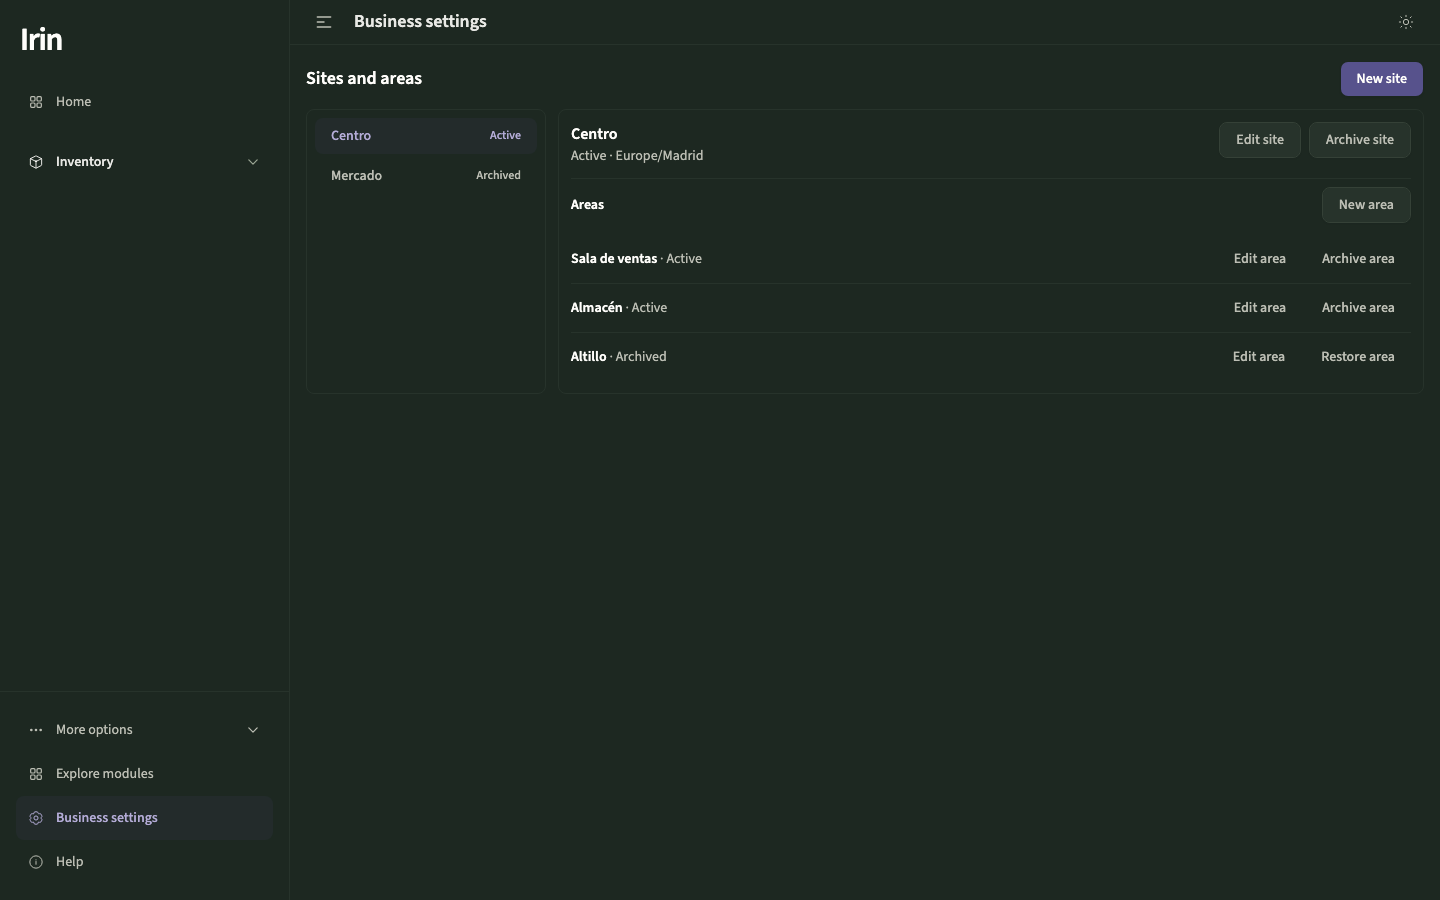 Irin
Home
Inventory
More options
Explore modules
Business settings
Help
Business settings
Sites and areas
New site
Centro Active
Mercado Archived
Centro
Active · Europe/Madrid
Edit site Archive site
Areas
New area
Sala de ventas · Active Edit area Archive area
Almacén · Active Edit area Archive area
Altillo · Archived Edit area Restore area